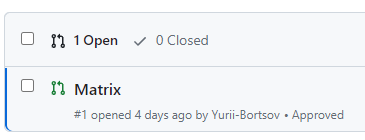 1 Open 0 Closed
Matrix
#1 opened 4 days ago by Yurii-Bortsov • Approved